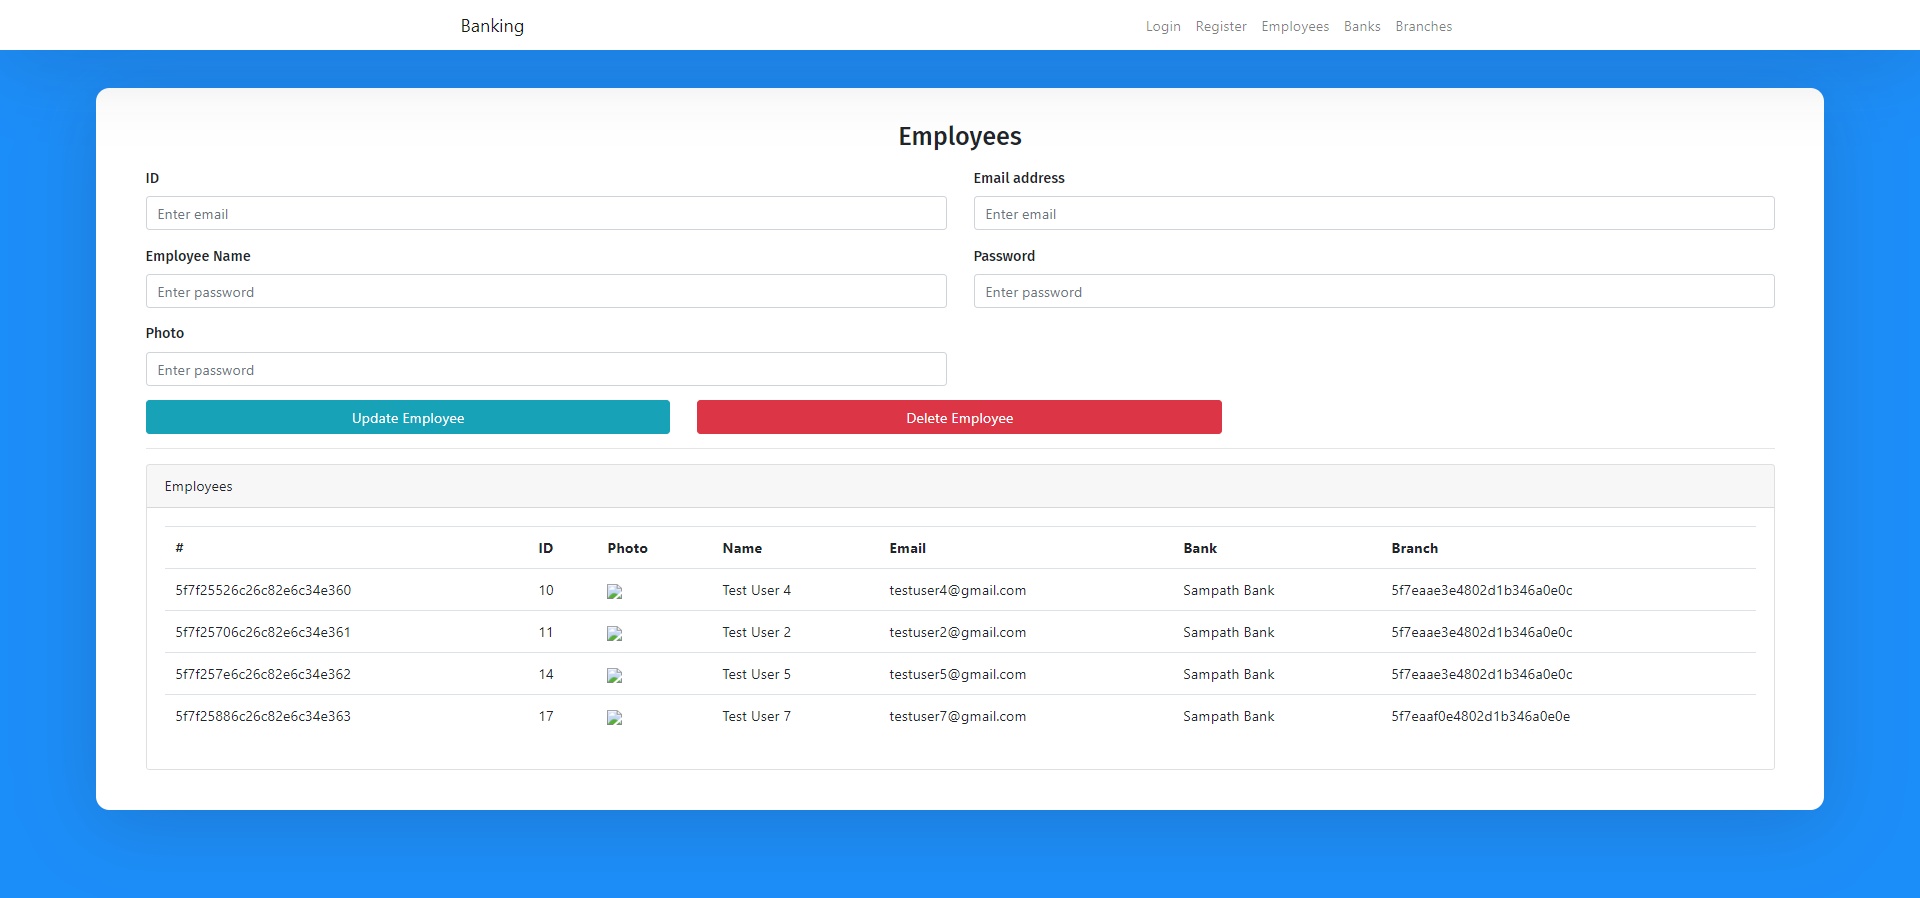 Banking Login Register Employees Banks Branches
Employees
ID Email address
Enter email Enter email
Employee Name Password
Enter password Enter password
Photo
Enter password
Update Employee Delete Employee
Employees
# ID Photo Name Email Bank Branch
5f7f25526c26c82e6c34e360 10 Test User 4 testuser4@gmail.com Sampath Bank 5f7eaae3e4802d1b346a0e0c
5f7f25706c26c82e6c34e361 11 Test User 2 testuser2@gmail.com Sampath Bank 5f7eaae3e4802d1b346a0e0c
5f7f257e6c26c82e6c34e362 14 Test User 5 testuser5@gmail.com Sampath Bank 5f7eaae3e4802d1b346a0e0c
5f7f25886c26c82e6c34e363 17 Test User 7 testuser7@gmail.com Sampath Bank 5f7eaaf0e4802d1b346a0e0e